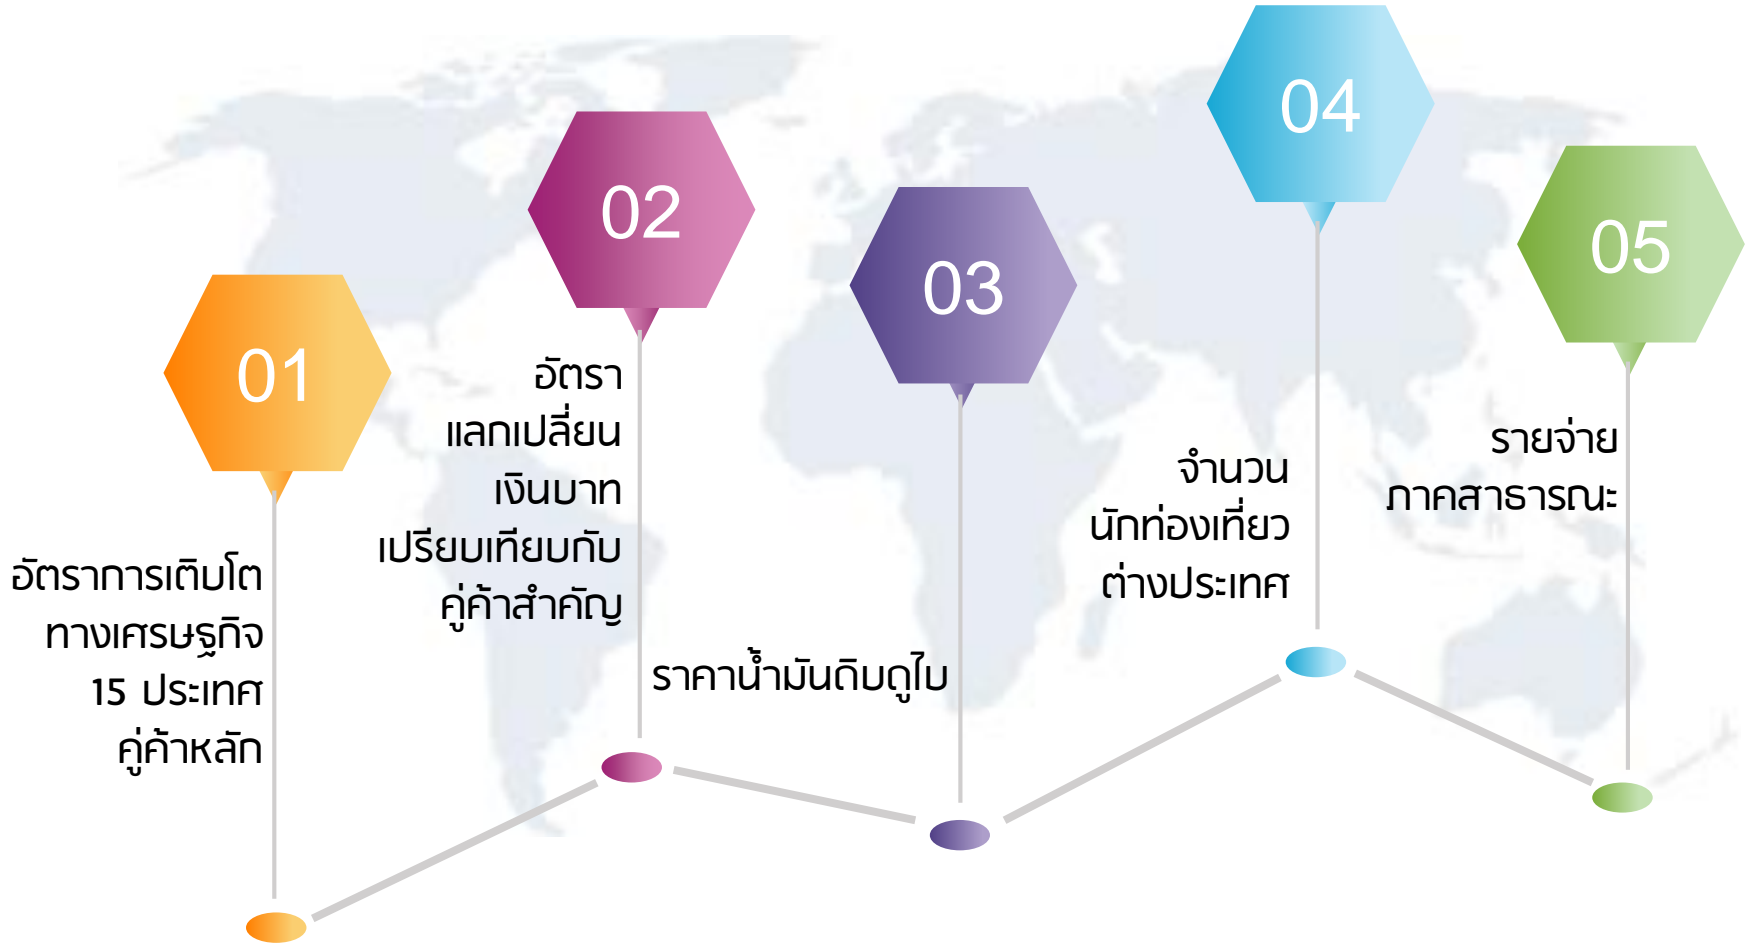 01
อัตราการเติบโต
ทางเศรษฐกิจ
15 ประเทศ
คู่ค้าหลัก
02
อัตรา
แลกเปลี่ยน
เงินบาท
เปรียบเทียบกับ
คู่ค้าสำคัญ
03
ราคาน้ำมันดิบดูไบ
04
จำนวน
นักท่องเที่ยว
ต่างประเทศ
05
รายจ่าย
ภาคสาธารณะ